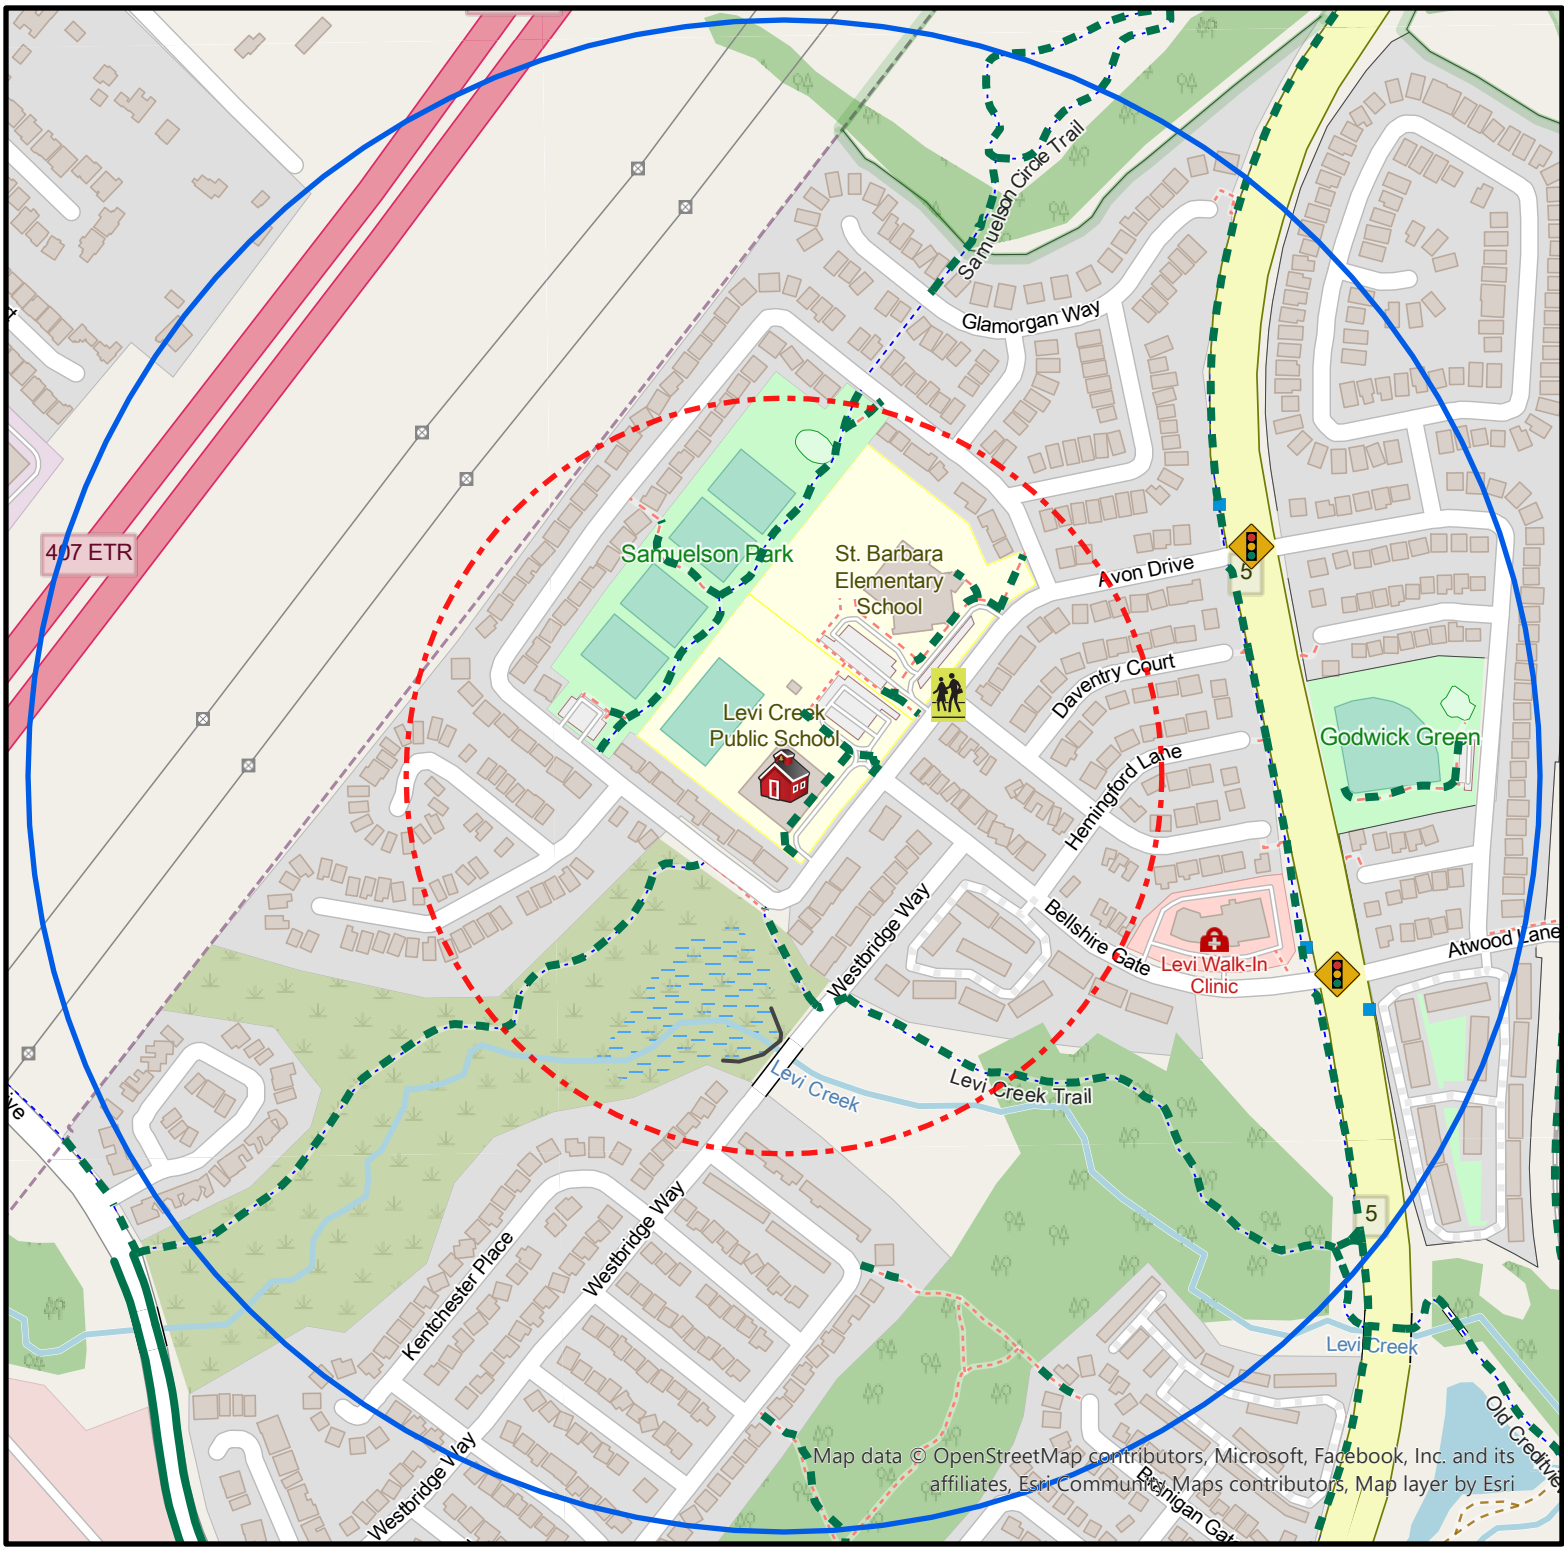 Samuelson Circle Trail
Glamorgan Way
407 ETR
Samuelson Park
St. Barbara
Elementary
School
Avon Drive
5
Daventry Court
Levi Creek
Public School
Godwick Green
Hemingford Lane
Westbridge Way
Bellshire Gate
Levi Walk-In
Clinic
Atwood Lane
Levi Creek
Levi Creek Trail
ive
Kentchester Place
Westbridge Way
5
Levi Creek
Old Creditview
Westbridge Way
Map data © OpenStreetMap contributors, Microsoft, Facebook, Inc. and its
affiliates, Esri Community Maps contributors, Map layer by Esri